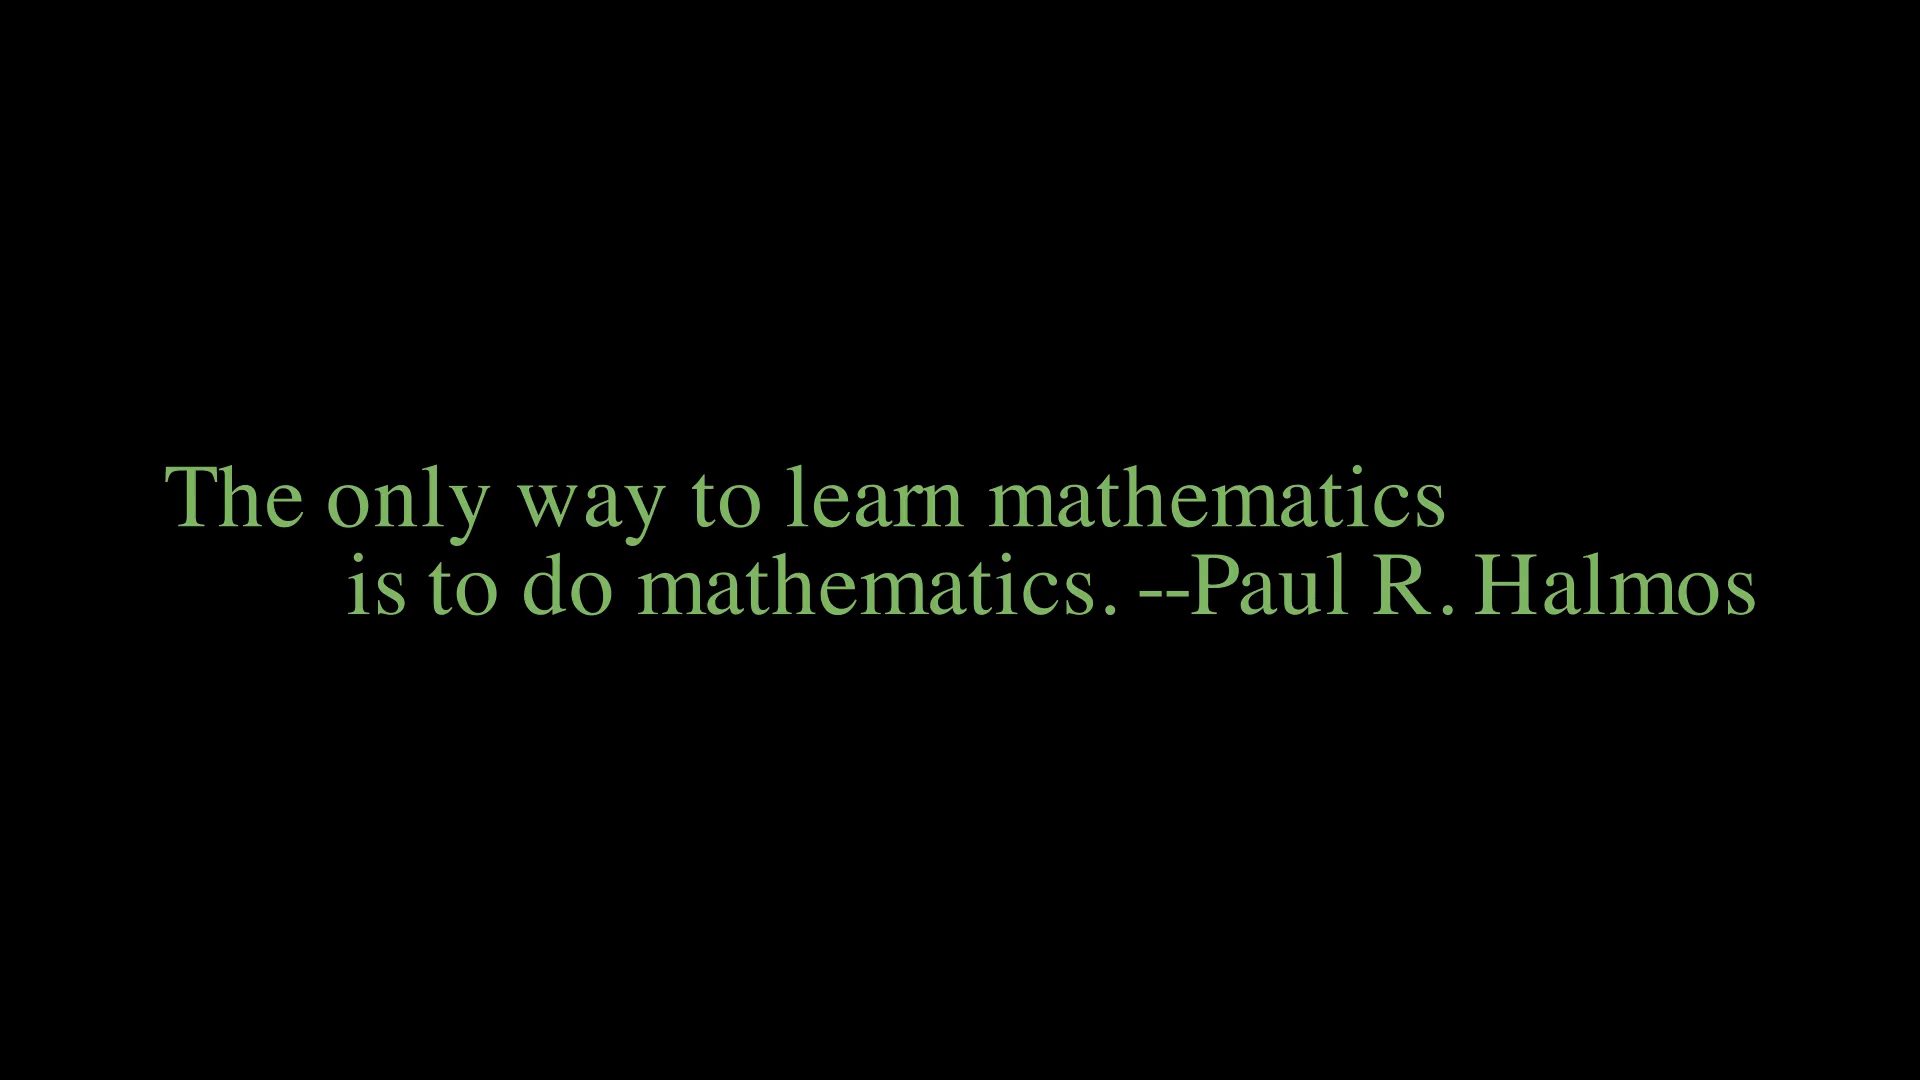 The only way to learn mathematics
is to do mathematics. --Paul R. Halmos